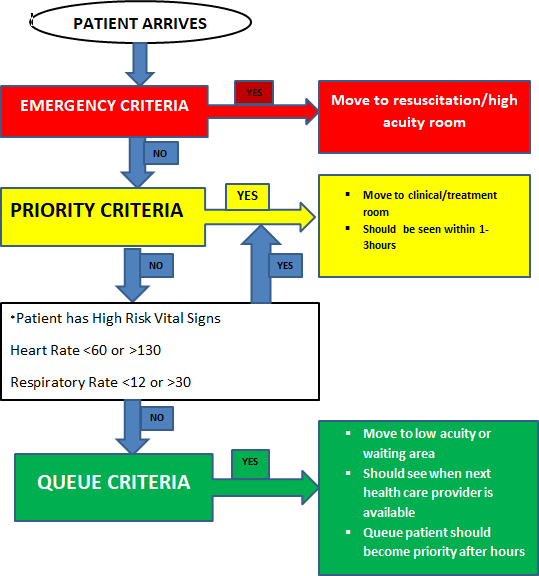 PATIENT ARRIVES
EMERGENCY CRITERIA
YES
Move to resuscitation/high
acuity room
NO
PRIORITY CRITERIA
YES
▪ Move to clinical/treatment
room
▪ Should be seen within 1-
3hours
NO
YES
•Patient has High Risk Vital Signs
Heart Rate <60 or >130
Respiratory Rate <12 or >30
NO
QUEUE CRITERIA
YES
▪ Move to low acuity or
waiting area
▪ Should see when next
health care provider is
available
▪ Queue patient should
become priority after hours